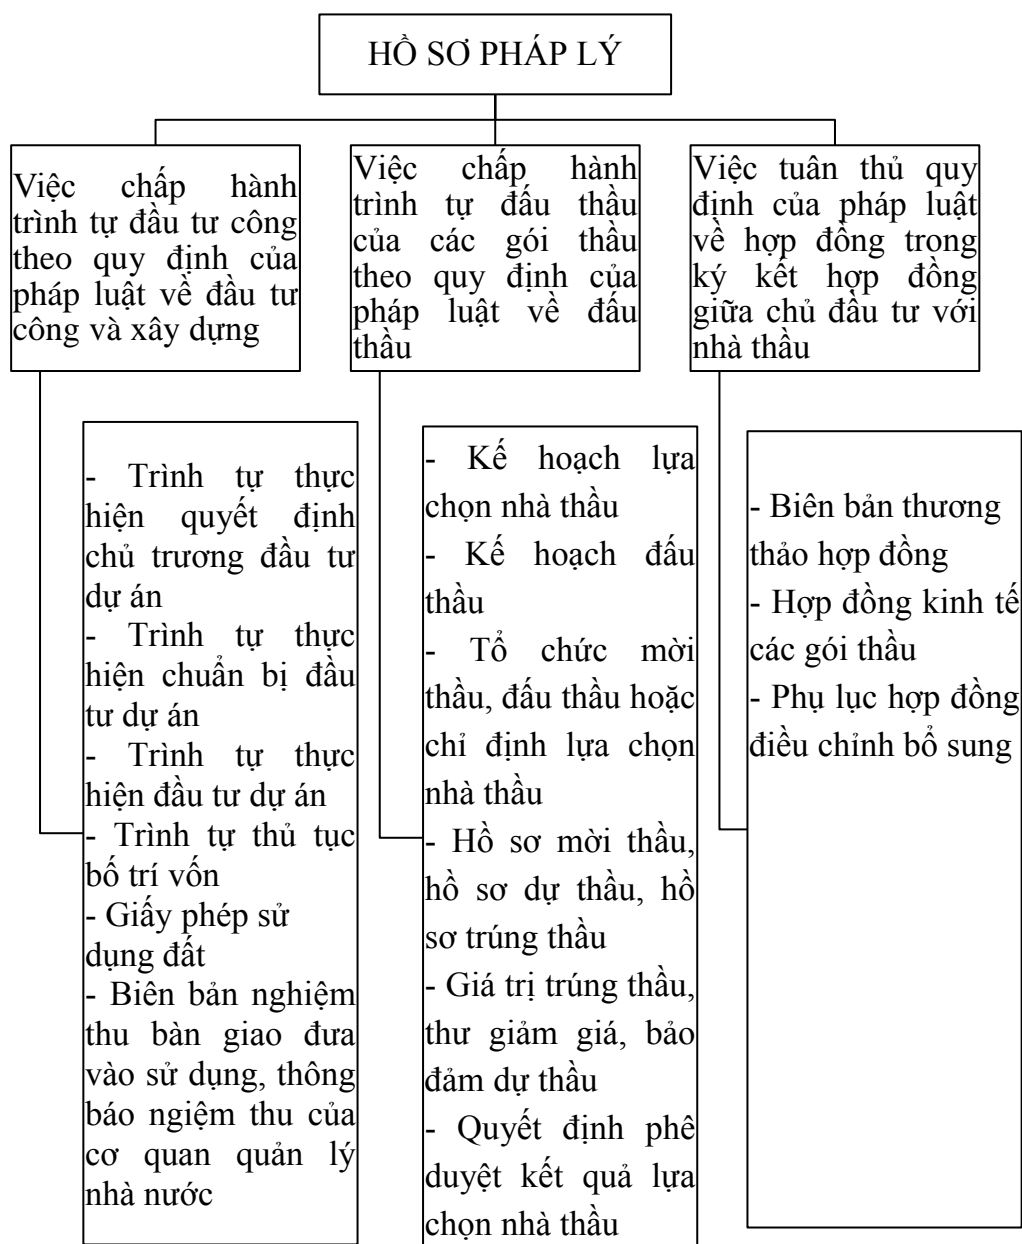 HỒ SƠ PHÁP LÝ
Việc chấp hành
trình tự đầu tư công
theo quy định của
pháp luật về đầu tư
công và xây dựng
Việc chấp hành
trình tự đấu thầu
của các gói thầu
theo quy định của
pháp luật về đấu
thầu
Việc tuân thủ quy
định của pháp luật
về hợp đồng trong
ký kết hợp đồng
giữa chủ đầu tư với
nhà thầu
- Trình tự thực
hiện quyết định
chủ trương đầu tư
dự án
- Trình tự thực
hiện chuẩn bị đầu
tư dự án
- Trình tự thực
hiện đầu tư dự án
- Trình tự thủ tục
bố trí vốn
- Giấy phép sử
dụng đất
- Biên bản nghiệm
thu bàn giao đưa
vào sử dụng, thông
báo ngiệm thu của
cơ quan quản lý
nhà nước
- Kế hoạch lựa
chọn nhà thầu
- Kế hoạch đấu
thầu
- Tổ chức mời
thầu, đấu thầu hoặc
chỉ định lựa chọn
nhà thầu
- Hồ sơ mời thầu,
hồ sơ dự thầu, hồ
sơ trúng thầu
- Giá trị trúng thầu,
thư giảm giá, bảo
đảm dự thầu
- Quyết định phê
duyệt kết quả lựa
chọn nhà thầu
- Biên bản thương
thảo hợp đồng
- Hợp đồng kinh tế
các gói thầu
- Phụ lục hợp đồng
điều chỉnh bổ sung